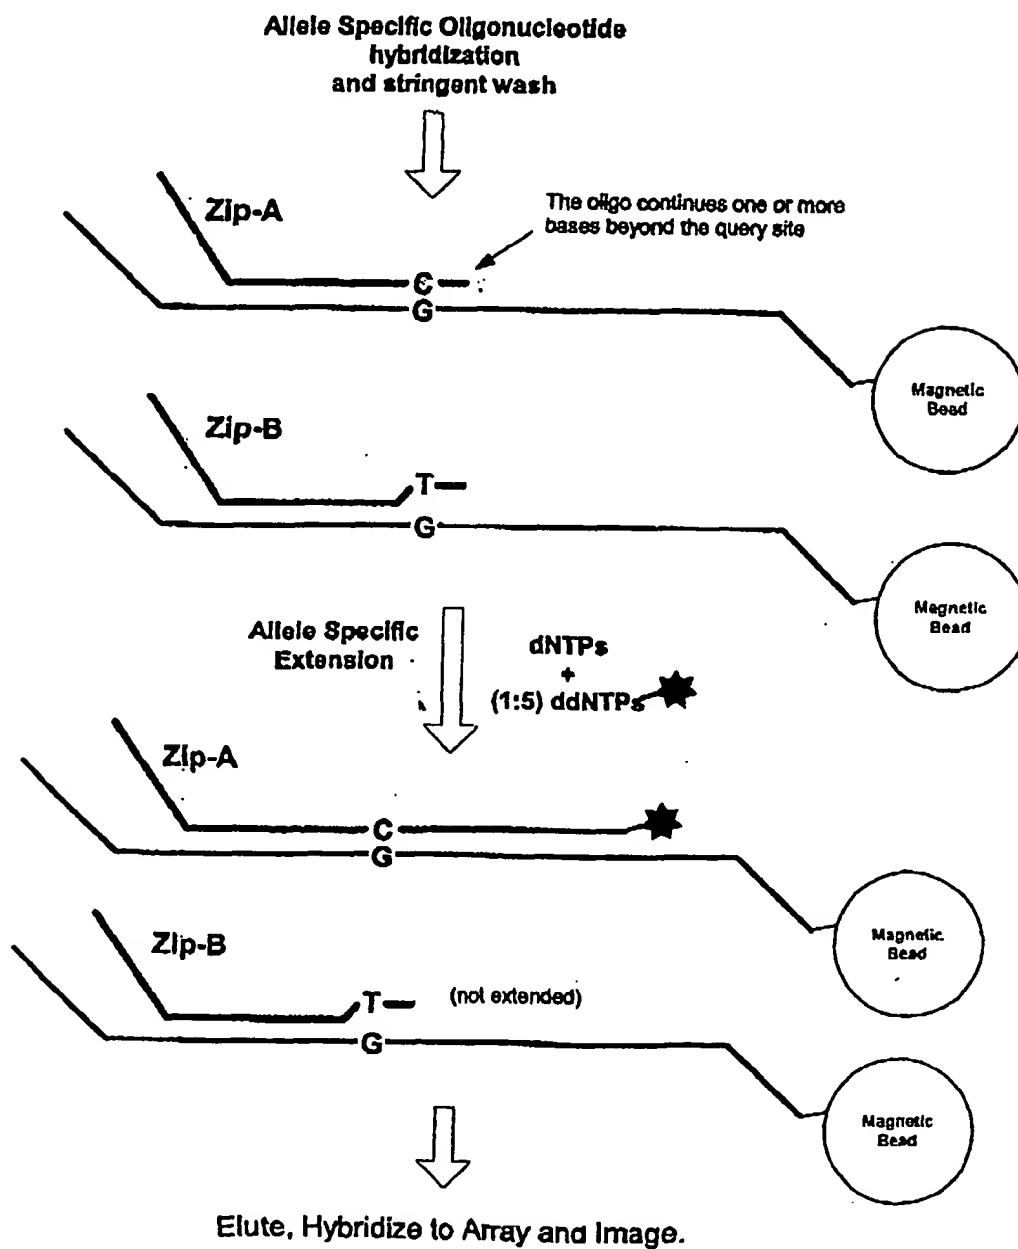 Allele Specific Oligonucleotide
hybridization
and stringent wash
Zip-A
The oligo continues one or more
bases beyond the query site
C
G
Magnetic
Bead
Zip-B
T
G
Magnetic
Bead
Allele Specific
Extension
dNTPs
+
(1:5) ddNTPs
Zip-A
C
G
Magnetic
Bead
Zip-B
T
(not extended)
G
Magnetic
Bead
Elute, Hybridize to Array and Image.